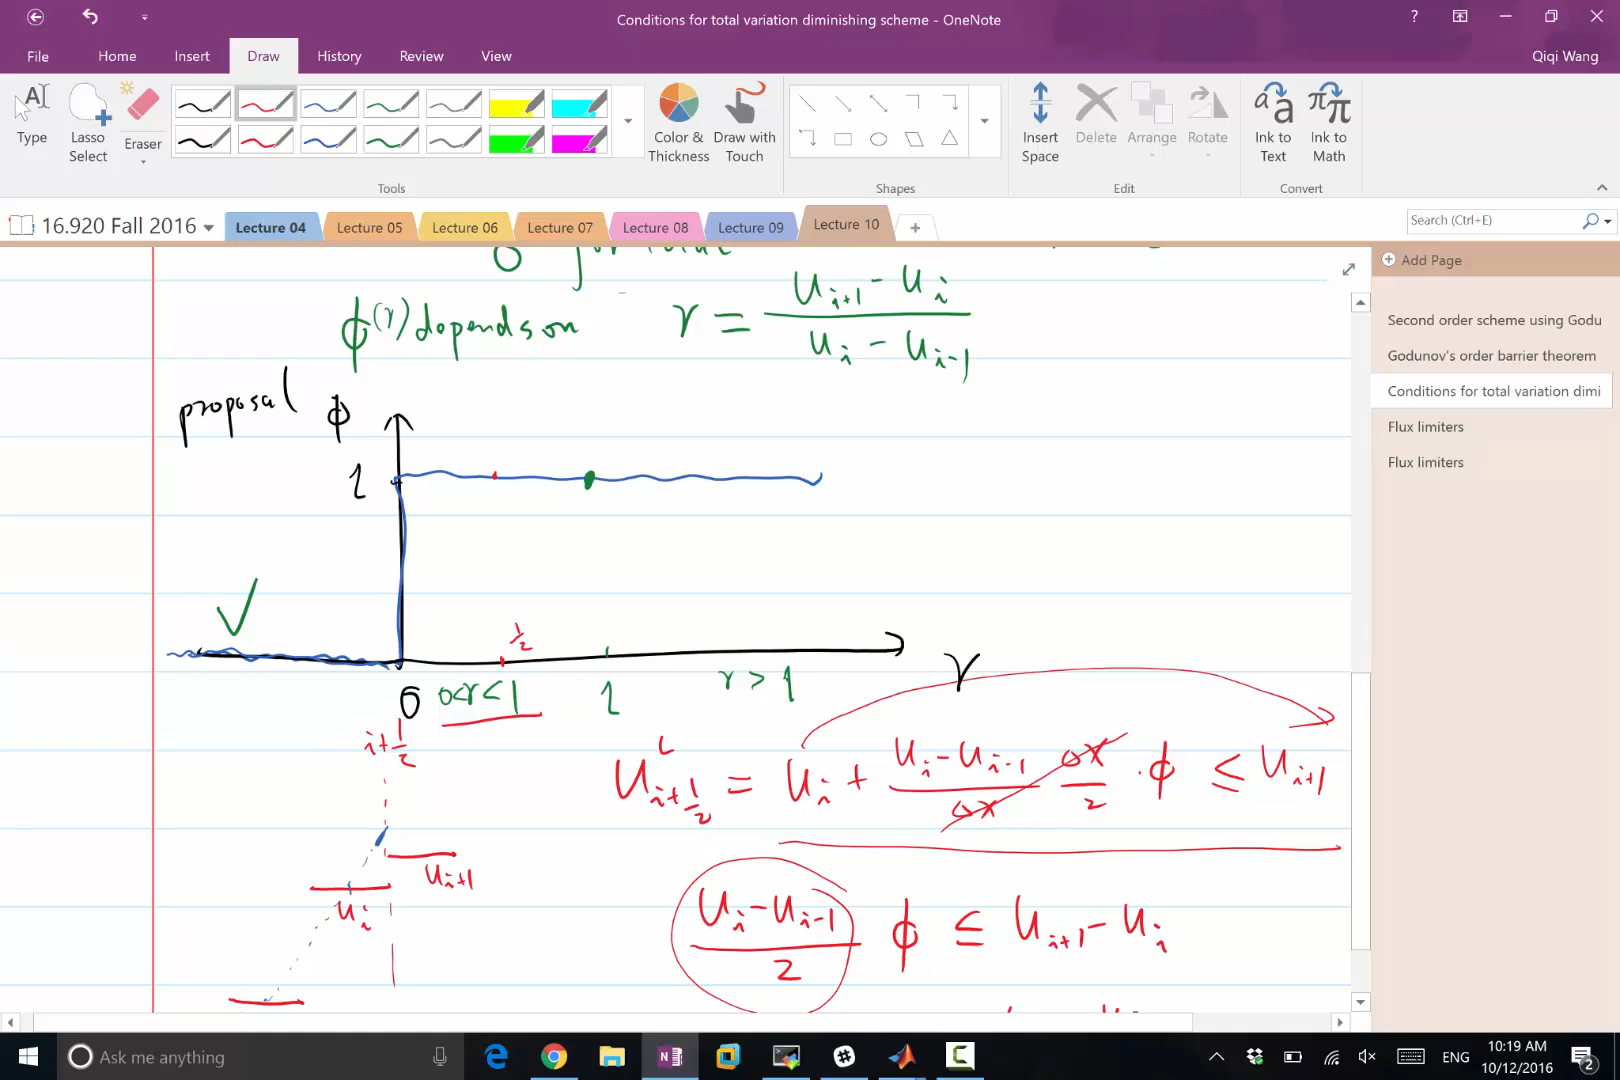 Conditions for total variation diminishing scheme - OneNote
?
File Home Insert Draw History Review View
Qiqi Wang
Type
Lasso Select
Eraser
Color & Thickness
Draw with Touch
Insert Space
Delete
Arrange
Rotate
Ink to Text
Ink to Math
Tools
Shapes
Edit
Convert
16.920 Fall 2016
Lecture 04 Lecture 05 Lecture 06 Lecture 07 Lecture 08 Lecture 09 Lecture 10
Search (Ctrl+E)
Add Page
Second order scheme using Godu
Godunov's order barrier theorem
Conditions for total variation dimi
Flux limiters
Flux limiters
ϕ(r) depends on r = (u_{i+1} - u_i) / (u_i - u_{i-1})
proposal ϕ
1
✓
1/2
r
0 0<r<1 1 r > 1
i+1/2
u^L_{i+1/2} = u_i + (u_i - u_{i-1})/Δx Δx/2 · ϕ ≤ u_{i+1}
u_{i+1}
u_i
(u_i - u_{i-1})/2 ϕ ≤ u_{i+1} - u_i
Ask me anything
ENG
10:19 AM
10/12/2016
2